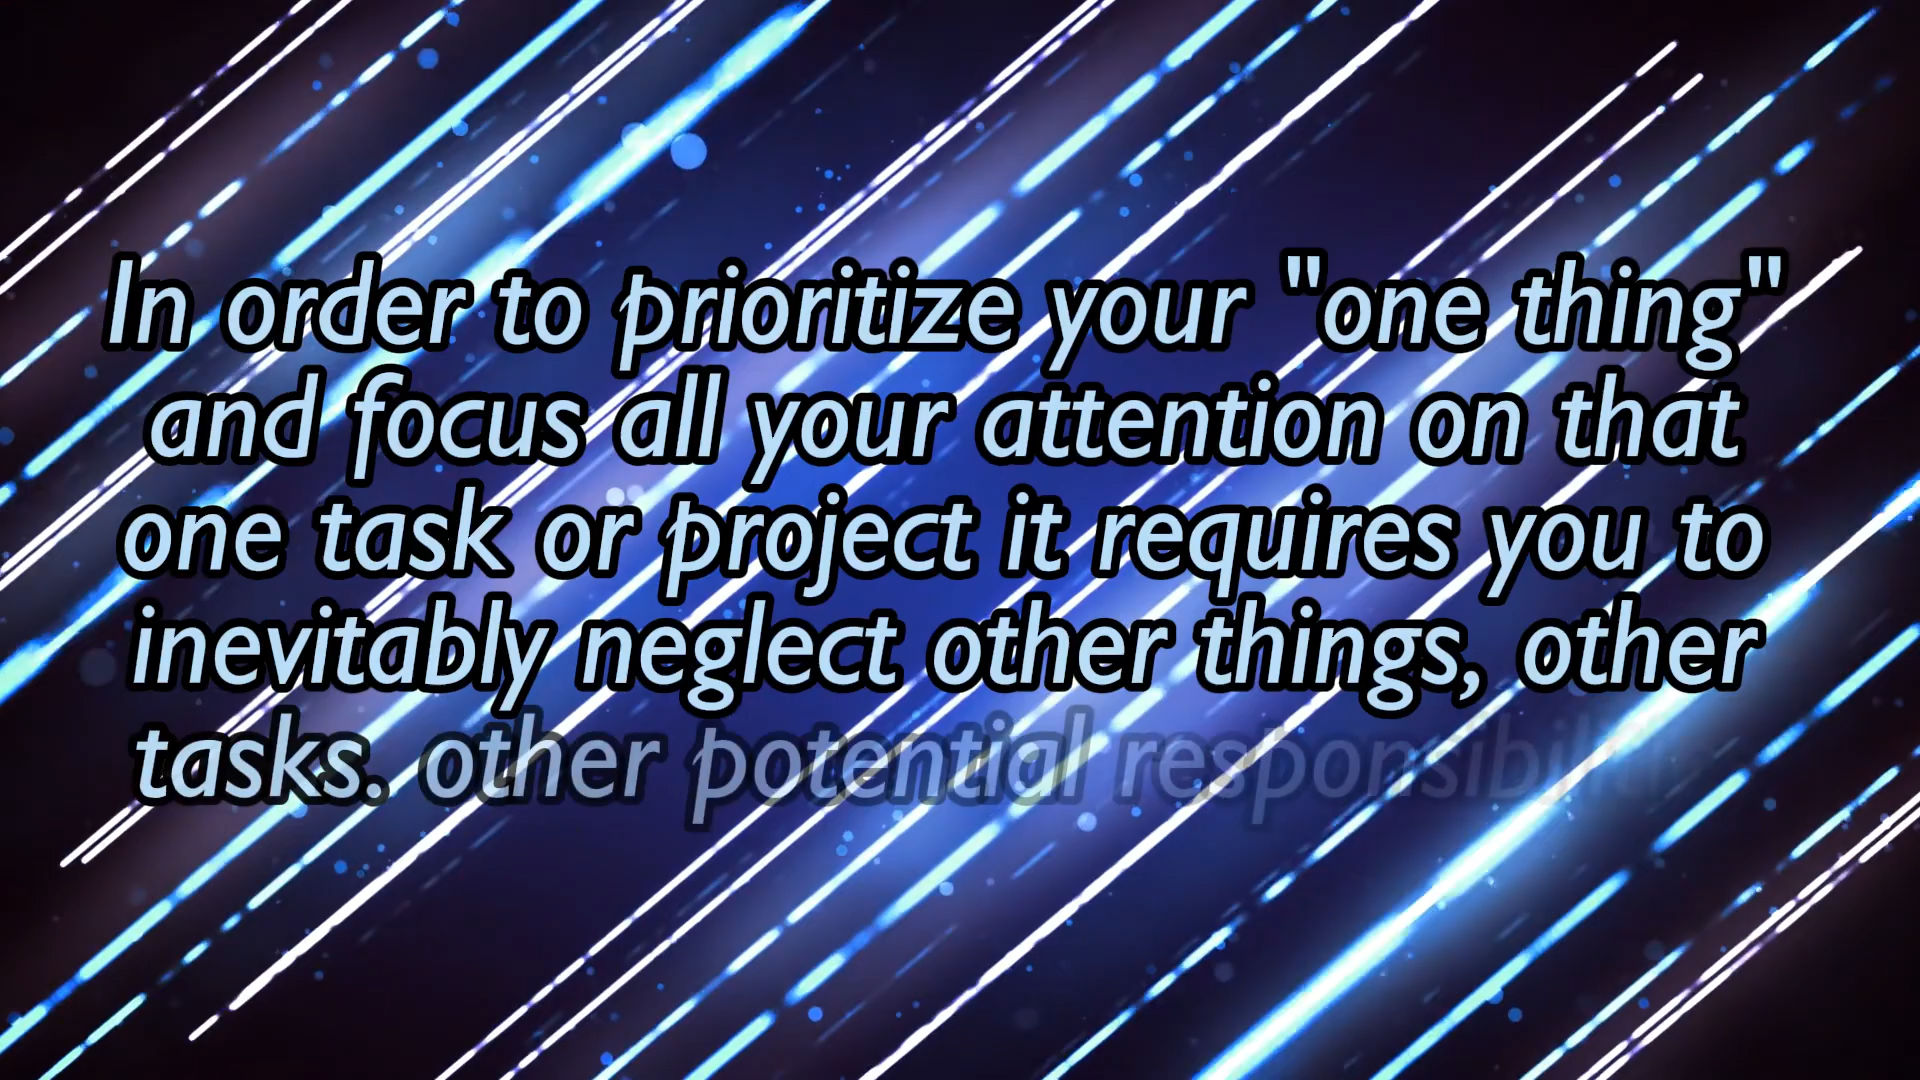 In order to prioritize your "one thing"
and focus all your attention on that
one task or project it requires you to
inevitably neglect other things, other
tasks. other potential